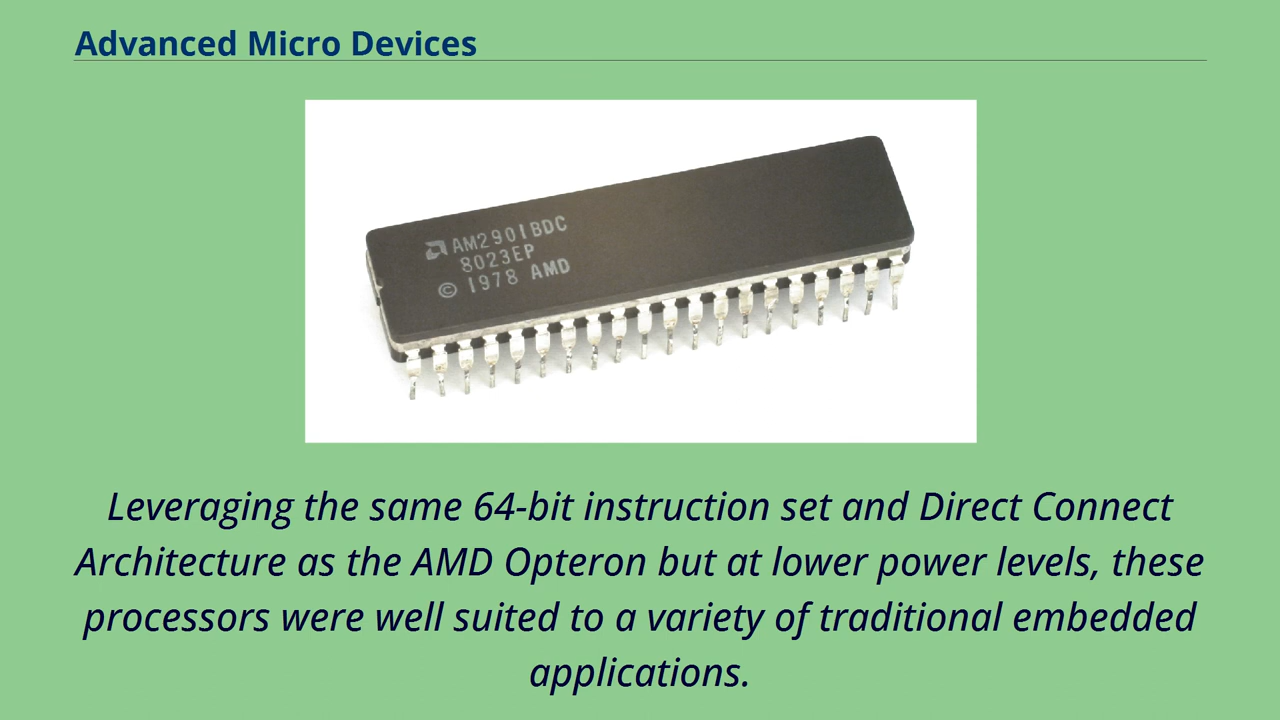 Advanced Micro Devices
AM2901BDC
8023EP
© 1978 AMD
Leveraging the same 64-bit instruction set and Direct Connect
Architecture as the AMD Opteron but at lower power levels, these
processors were well suited to a variety of traditional embedded
applications.